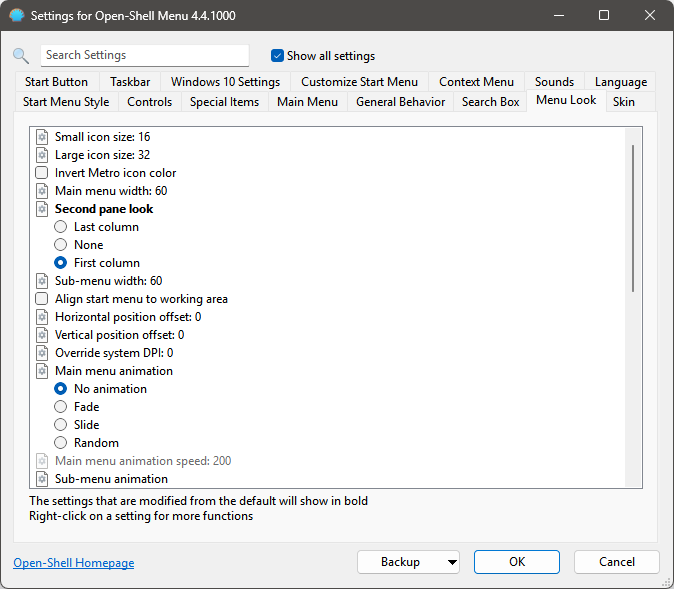 Settings for Open-Shell Menu 4.4.1000
Search Settings
Show all settings
Start Button Taskbar Windows 10 Settings Customize Start Menu Context Menu Sounds Language
Start Menu Style Controls Special Items Main Menu General Behavior Search Box Menu Look Skin
Small icon size: 16
Large icon size: 32
Invert Metro icon color
Main menu width: 60
Second pane look
Last column
None
First column
Sub-menu width: 60
Align start menu to working area
Horizontal position offset: 0
Vertical position offset: 0
Override system DPI: 0
Main menu animation
No animation
Fade
Slide
Random
Main menu animation speed: 200
Sub-menu animation
The settings that are modified from the default will show in bold
Right-click on a setting for more functions
Open-Shell Homepage Backup OK Cancel